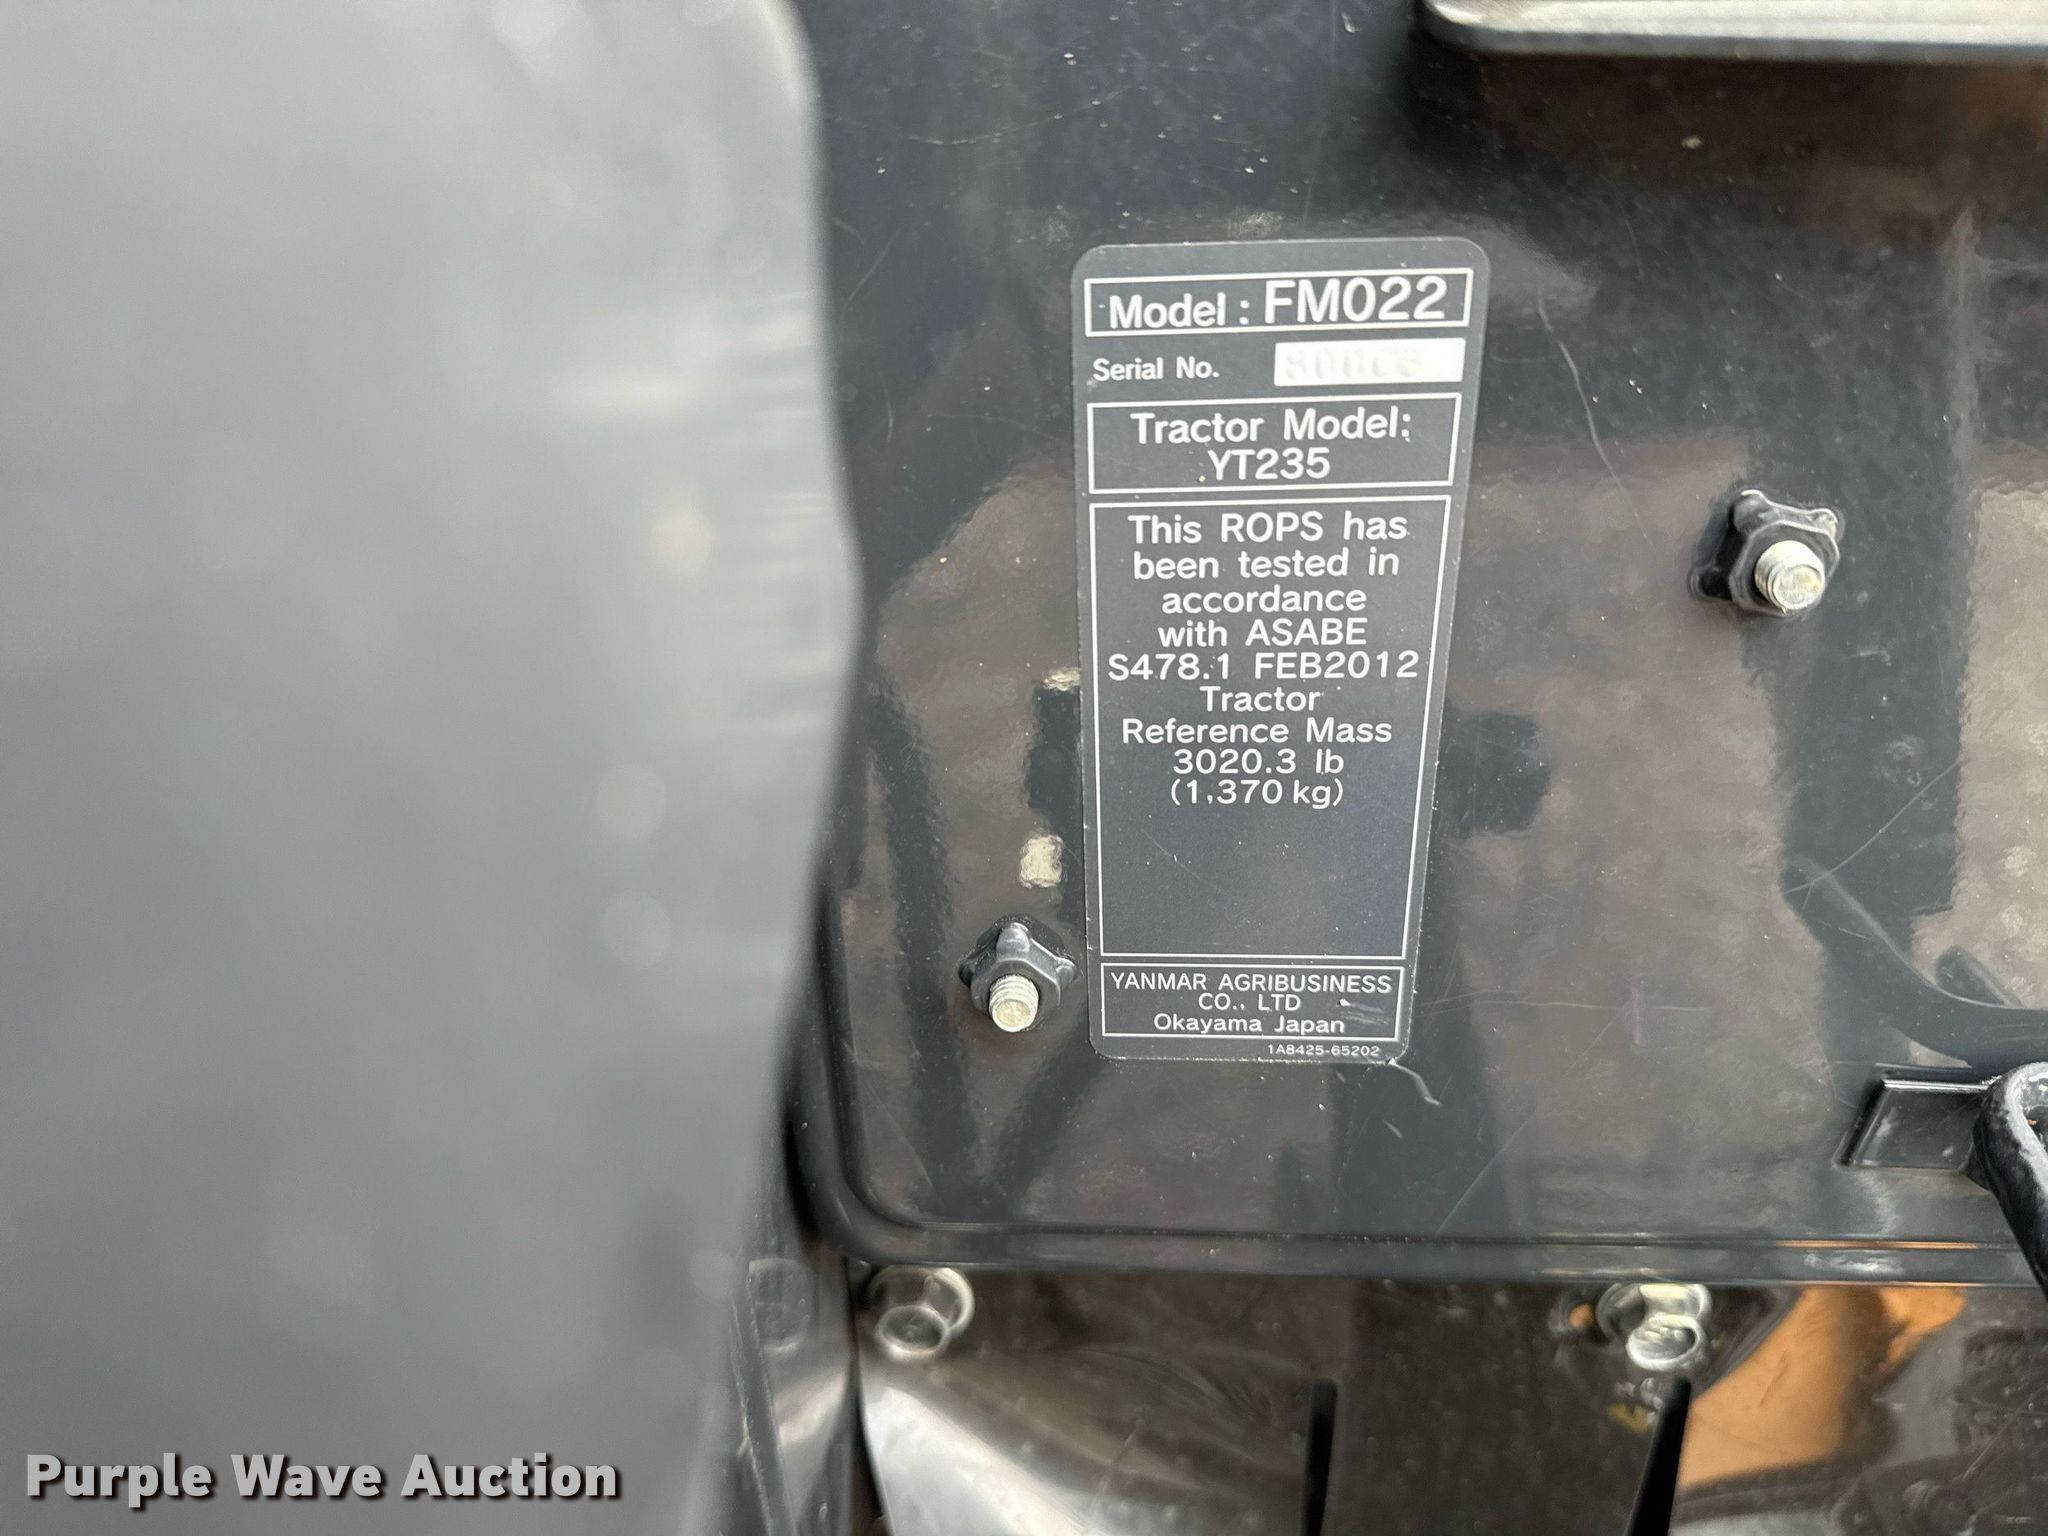 Model : FM022
Serial No.
Tractor Model:
YT235
This ROPS has
been tested in
accordance
with ASABE
S478.1 FEB2012
Tractor
Reference Mass
3020.3 lb
(1,370 kg)
YANMAR AGRIBUSINESS
CO., LTD
Okayama Japan
1A8425-65202
Purple Wave Auction